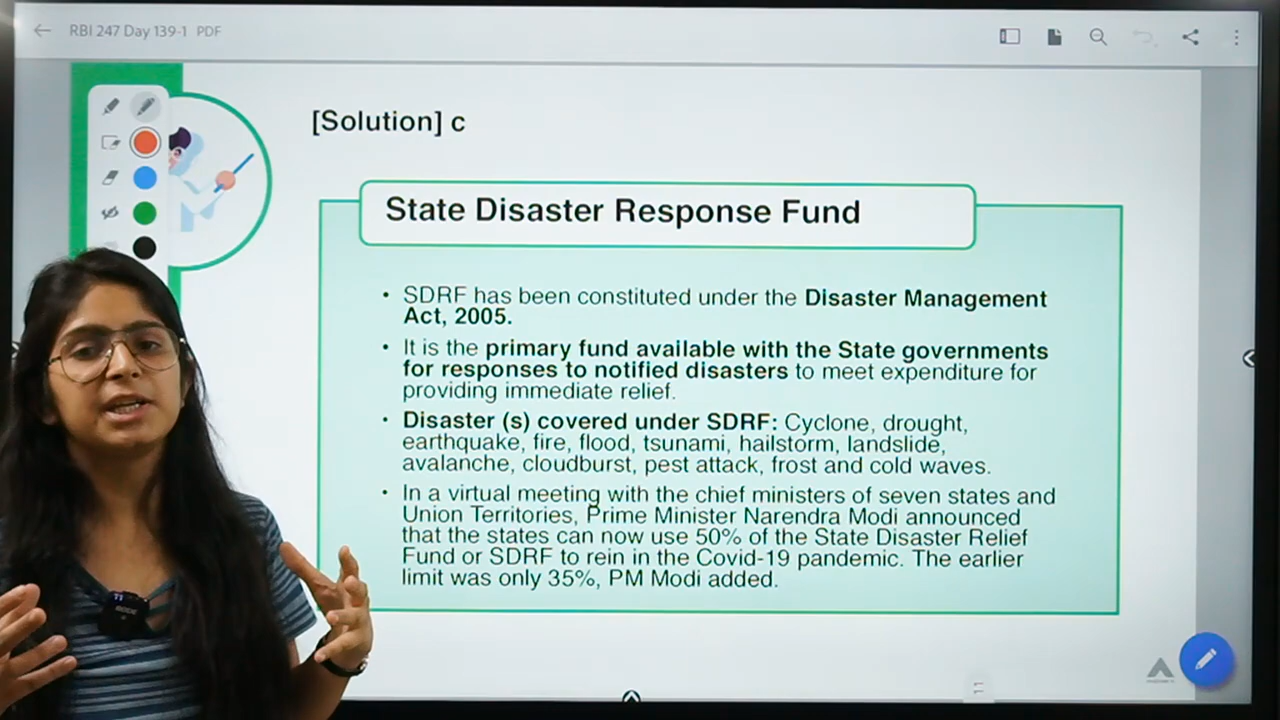 RBI 247 Day 139-1 PDF
[Solution] c
State Disaster Response Fund
• SDRF has been constituted under the Disaster Management
Act, 2005.
• It is the primary fund available with the State governments
for responses to notified disasters to meet expenditure for
providing immediate relief.
• Disaster (s) covered under SDRF: Cyclone, drought,
earthquake, fire, flood, tsunami, hailstorm, landslide,
avalanche, cloudburst, pest attack, frost and cold waves.
• In a virtual meeting with the chief ministers of seven states and
Union Territories, Prime Minister Narendra Modi announced
that the states can now use 50% of the State Disaster Relief
Fund or SDRF to rein in the Covid-19 pandemic. The earlier
limit was only 35%, PM Modi added.
RODE